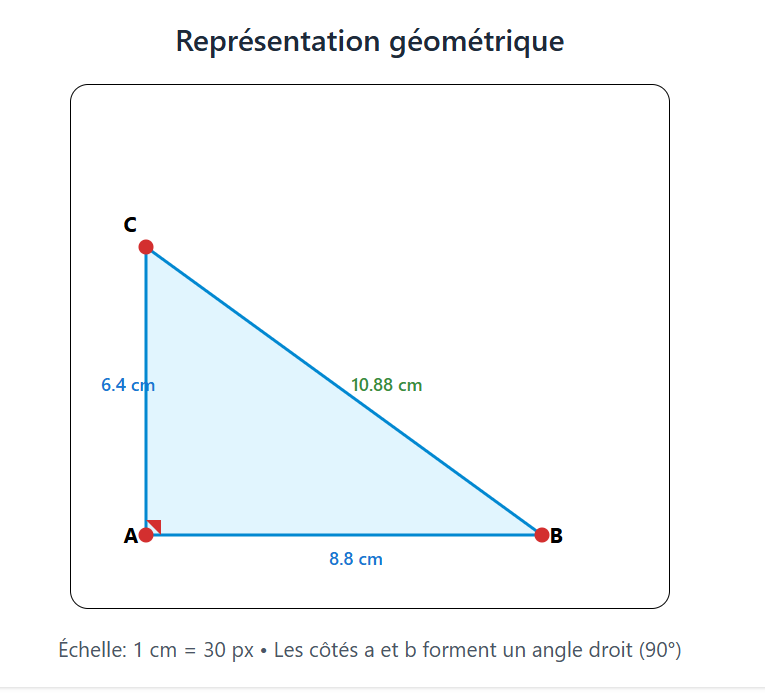 Représentation géométrique
C
6.4 cm
10.88 cm
A
B
8.8 cm
Échelle: 1 cm = 30 px • Les côtés a et b forment un angle droit (90°)